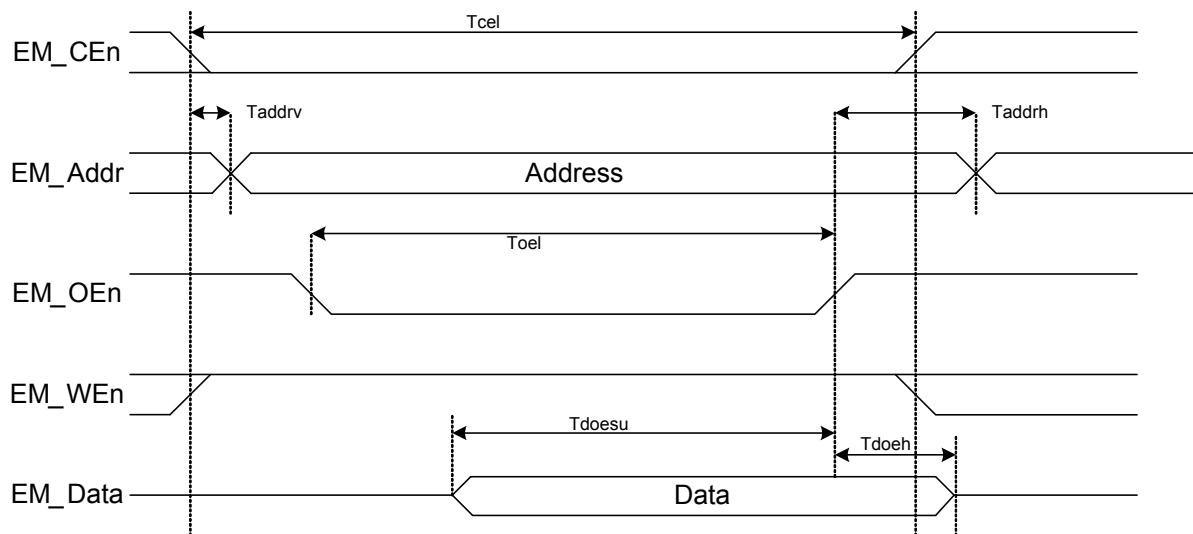 Tcel
EM_CEn
Taddrv
Taddrh
EM_Addr
Address
Toel
EM_OEn
EM_WEn
Tdoesu
Tdoeh
EM_Data
Data